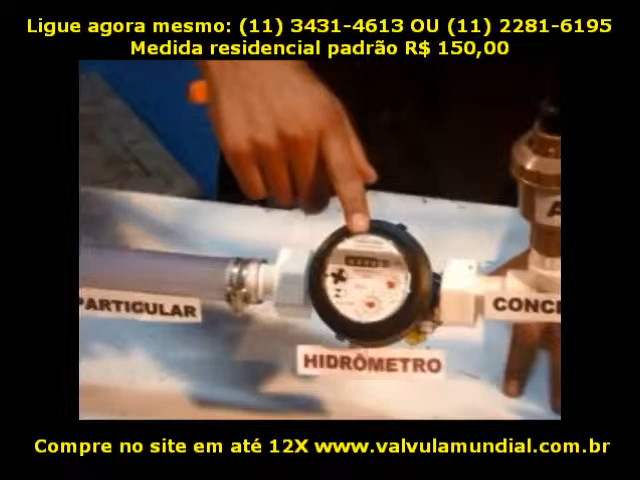 Ligue agora mesmo: (11) 3431-4613 OU (11) 2281-6195
Medida residencial padrão R$ 150,00
PARTICULAR
HIDRÔMETRO
CONC
Compre no site em até 12X www.valvulamundial.com.br